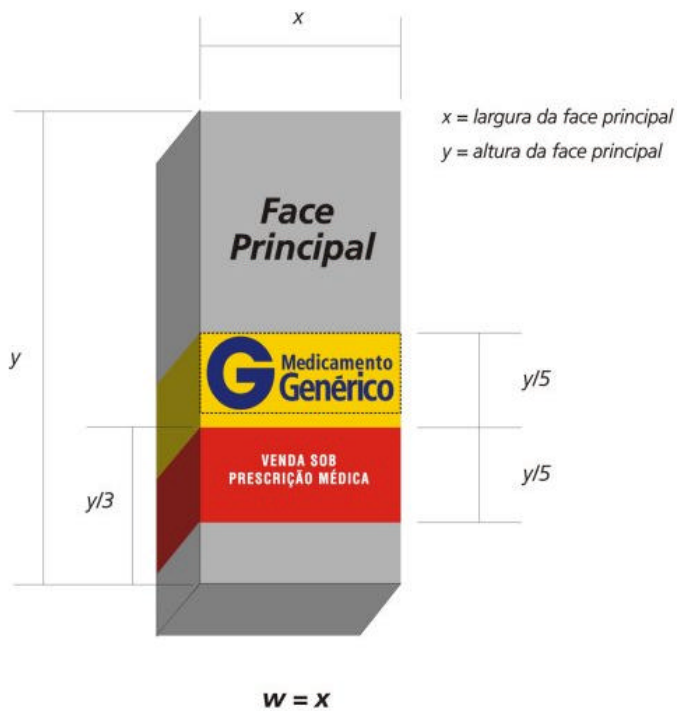 x
x = largura da face principal
y = altura da face principal
Face
Principal
y
G Medicamento
Genérico
y/5
VENDA SOB
PRESCRIÇÃO MÉDICA
y/5
y/3
w = x